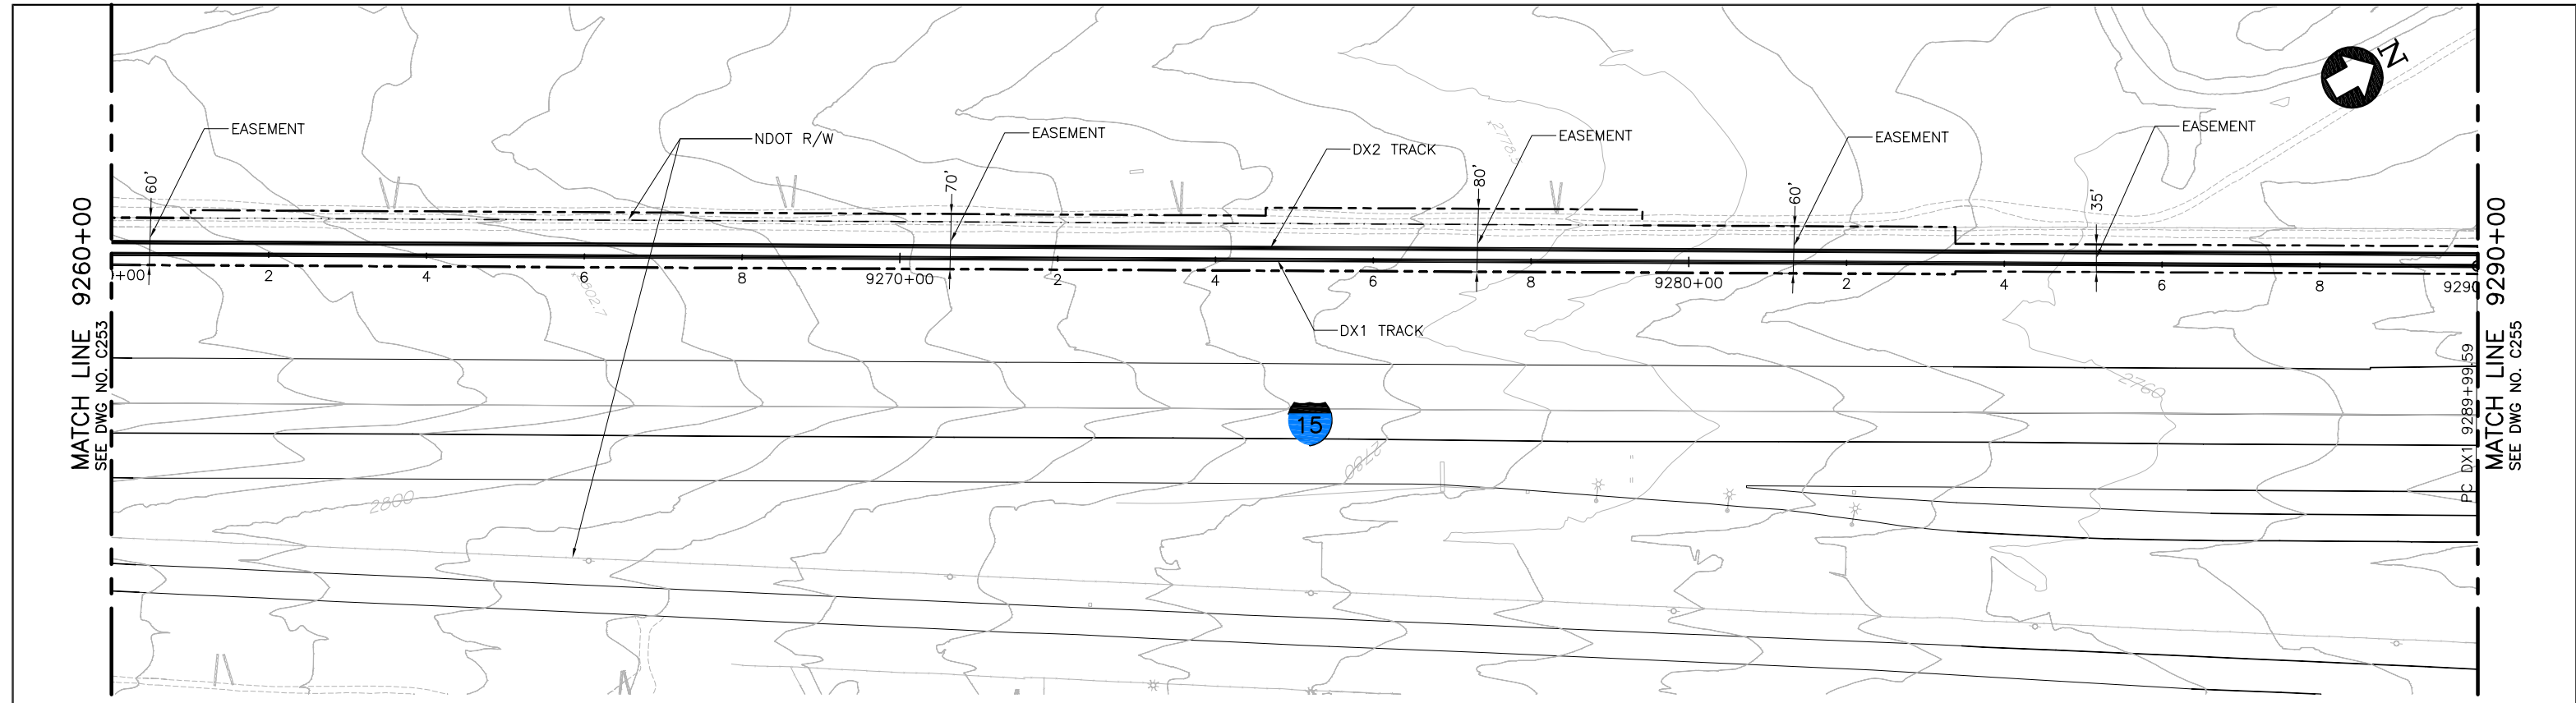 N
EASEMENT
NDOT R/W
EASEMENT
DX2 TRACK
EASEMENT
EASEMENT
EASEMENT
60'
70'
80'
60'
35'
+00
2
4
6
8
9270+00
2
4
6
8
9280+00
2
4
6
8
9290
DX1 TRACK
MATCH LINE 9260+00
SEE DWG NO. C253
MATCH LINE 9290+00
SEE DWG NO. C255
PC DX1 9289+99.59
15
2760
2780
2800